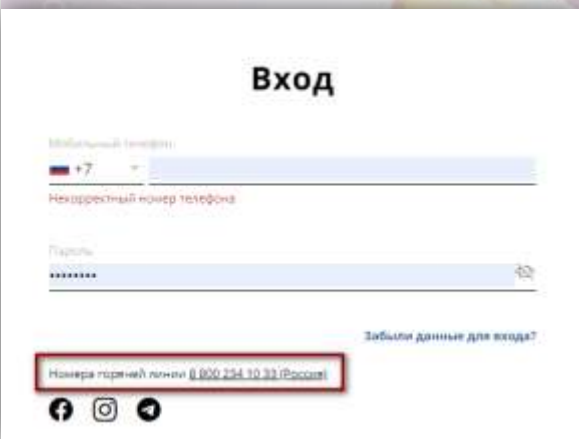 Вход
Мобильный телефон
+7
Некорректный номер телефона
Пароль
••••••••
Забыли данные для входа?
Номера горячей линии 8 800 234 10 33 (Россия)